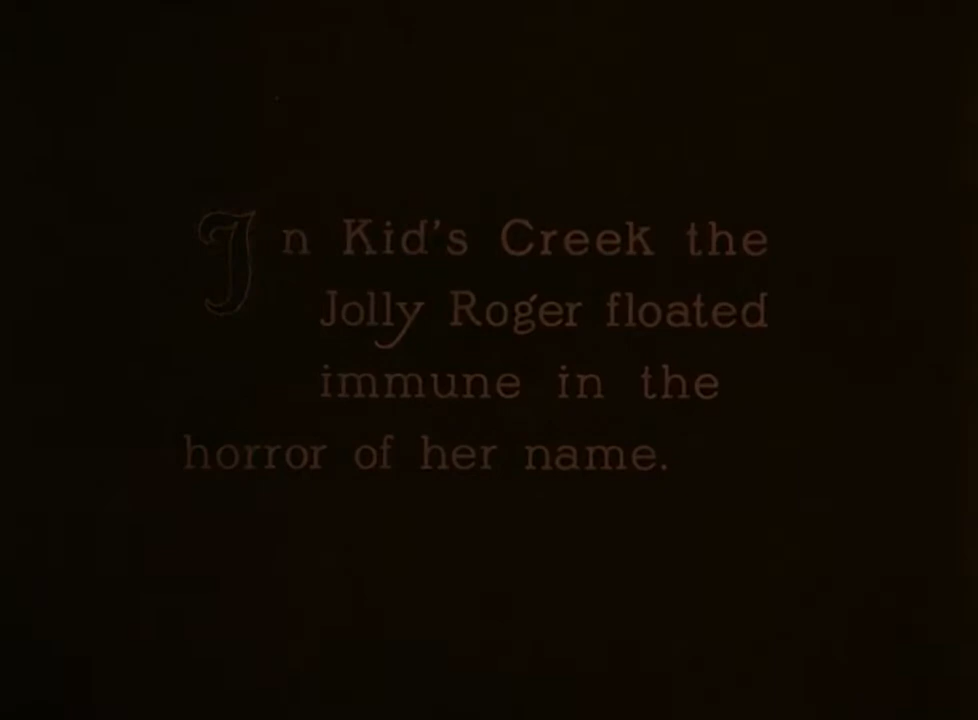 In Kid's Creek the
Jolly Roger floated
immune in the
horror of her name.